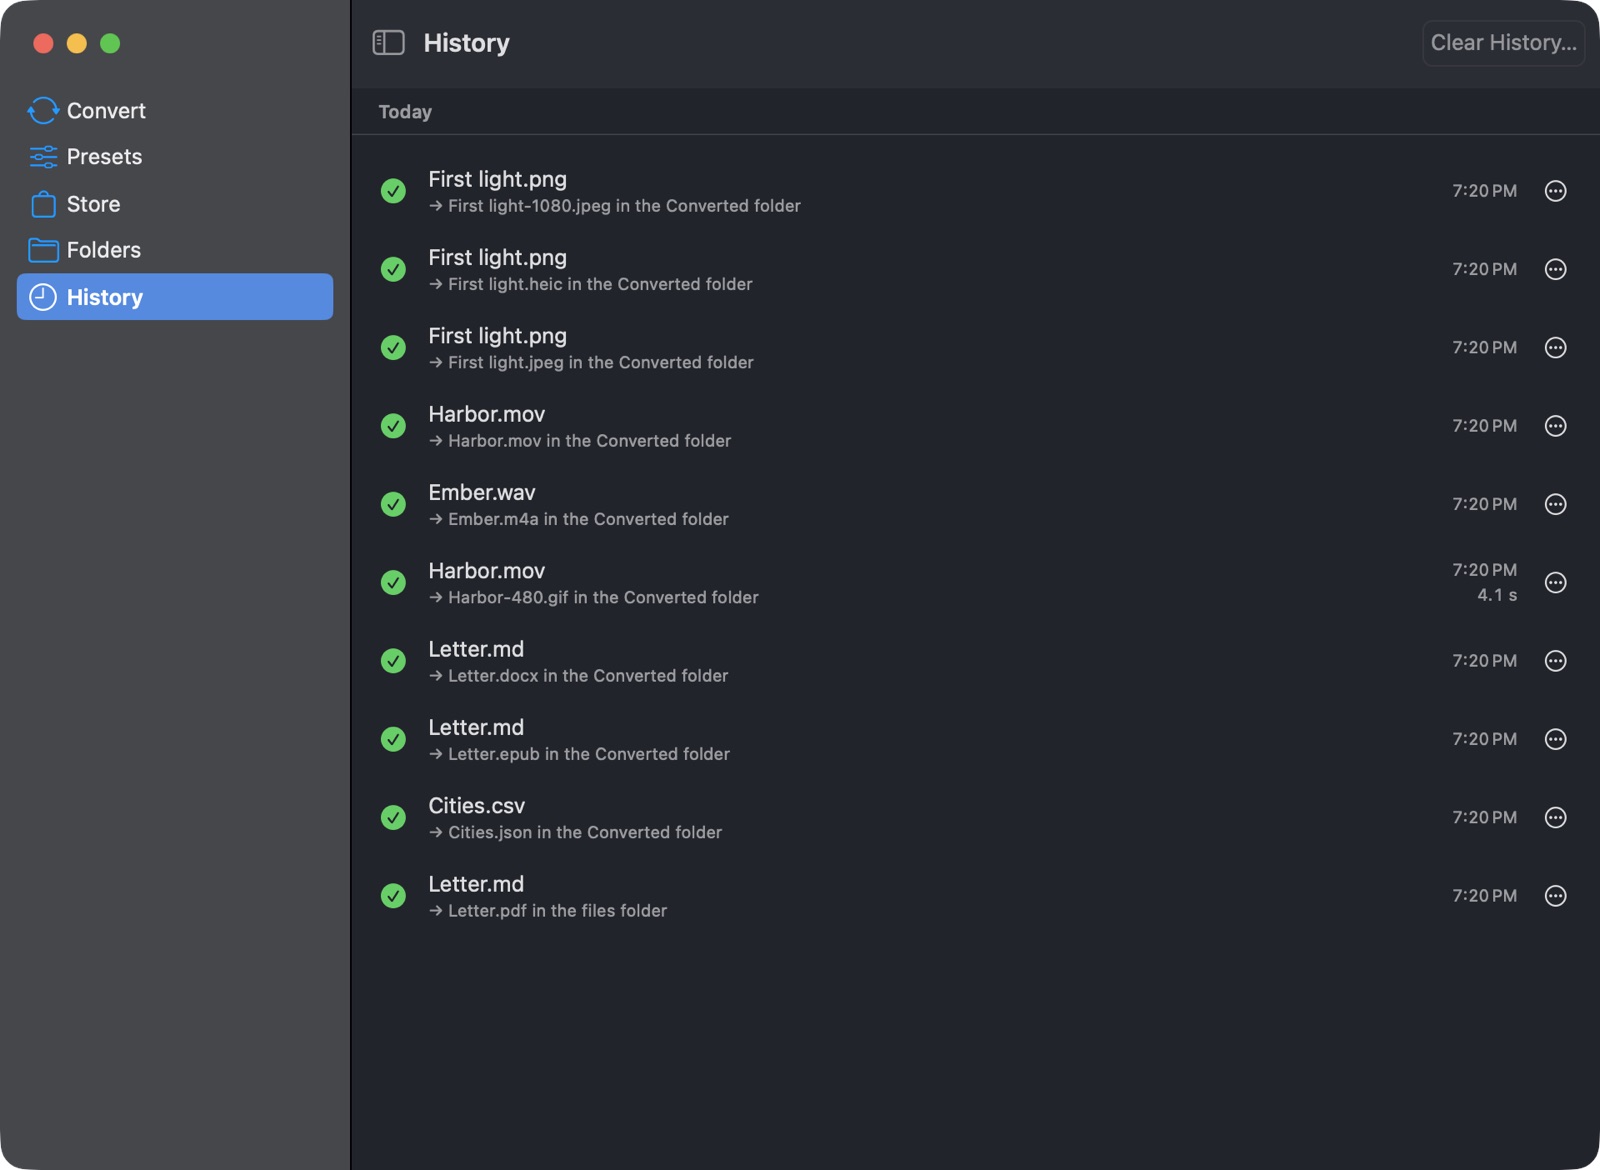 History
Clear History...
Convert
Presets
Store
Folders
History
Today
First light.png
→ First light-1080.jpeg in the Converted folder
7:20 PM
First light.png
→ First light.heic in the Converted folder
7:20 PM
First light.png
→ First light.jpeg in the Converted folder
7:20 PM
Harbor.mov
→ Harbor.mov in the Converted folder
7:20 PM
Ember.wav
→ Ember.m4a in the Converted folder
7:20 PM
Harbor.mov
→ Harbor-480.gif in the Converted folder
7:20 PM
4.1 s
Letter.md
→ Letter.docx in the Converted folder
7:20 PM
Letter.md
→ Letter.epub in the Converted folder
7:20 PM
Cities.csv
→ Cities.json in the Converted folder
7:20 PM
Letter.md
→ Letter.pdf in the files folder
7:20 PM